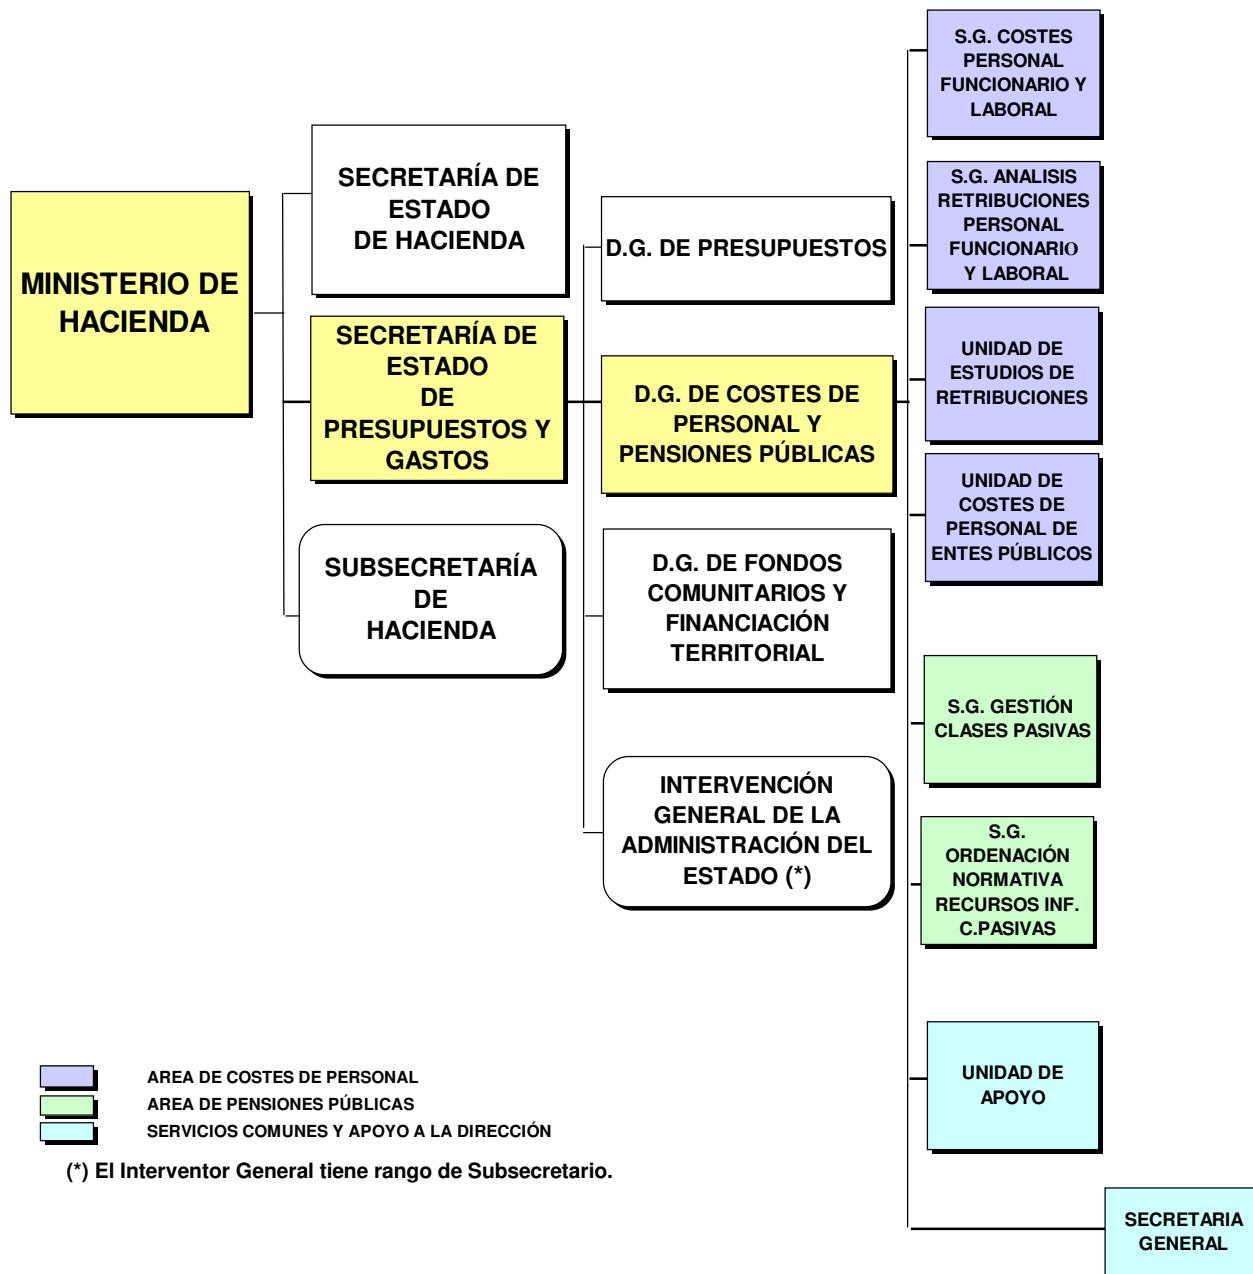 MINISTERIO DE
HACIENDA
SECRETARÍA DE
ESTADO
DE HACIENDA
SECRETARÍA DE
ESTADO
DE
PRESUPUESTOS Y
GASTOS
SUBSECRETARÍA
DE
HACIENDA
D.G. DE PRESUPUESTOS
D.G. DE COSTES DE
PERSONAL Y
PENSIONES PÚBLICAS
D.G. DE FONDOS
COMUNITARIOS Y
FINANCIACIÓN
TERRITORIAL
INTERVENCIÓN
GENERAL DE LA
ADMINISTRACIÓN DEL
ESTADO (*)
S.G. COSTES
PERSONAL
FUNCIONARIO Y
LABORAL
S.G. ANALISIS
RETRIBUCIONES
PERSONAL
FUNCIONARIO
Y LABORAL
UNIDAD DE
ESTUDIOS DE
RETRIBUCIONES
UNIDAD DE
COSTES DE
PERSONAL DE
ENTES PÚBLICOS
S.G. GESTIÓN
CLASES PASIVAS
S.G.
ORDENACIÓN
NORMATIVA
RECURSOS INF.
C.PASIVAS
UNIDAD DE
APOYO
SECRETARIA
GENERAL
AREA DE COSTES DE PERSONAL
AREA DE PENSIONES PÚBLICAS
SERVICIOS COMUNES Y APOYO A LA DIRECCIÓN
(*) El Interventor General tiene rango de Subsecretario.